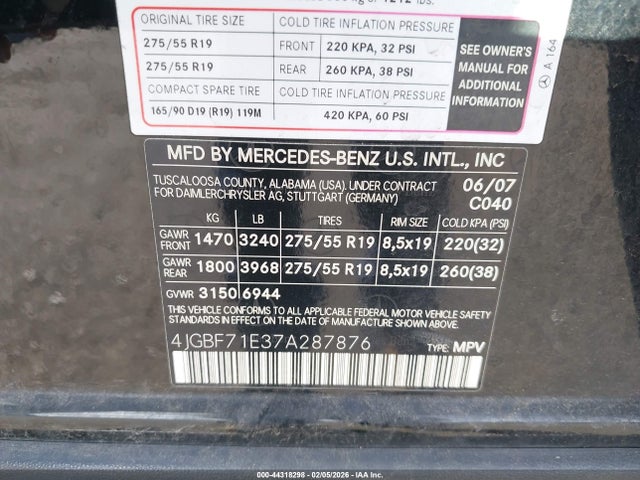 ORIGINAL TIRE SIZE COLD TIRE INFLATION PRESSURE
275/55 R19 FRONT 220 KPA, 32 PSI
275/55 R19 REAR 260 KPA, 38 PSI
COMPACT SPARE TIRE COLD TIRE INFLATION PRESSURE
165/90 D19 (R19) 119M 420 KPA, 60 PSI
SEE OWNER'S
MANUAL FOR
ADDITIONAL
INFORMATION
A 164
MFD BY MERCEDES-BENZ U.S. INTL., INC
TUSCALOOSA COUNTY, ALABAMA (USA). UNDER CONTRACT 06/07
FOR DAIMLERCHRYSLER AG, STUTTGART (GERMANY) C040
KG LB TIRES RIM SIZE COLD KPA (PSI)
GAWR FRONT 1470 3240 275/55 R19 8,5x19 220(32)
GAWR REAR 1800 3968 275/55 R19 8,5x19 260(38)
GVWR 3150 6944
THIS VEHICLE CONFORMS TO ALL APPLICABLE FEDERAL MOTOR VEHICLE SAFETY
STANDARDS IN EFFECT ON THE DATE OF MANUFACTURE SHOWN ABOVE.
4JGBF71E37A287876 TYPE: MPV
000-44318298 - 02/05/2026 - IAAI.CA